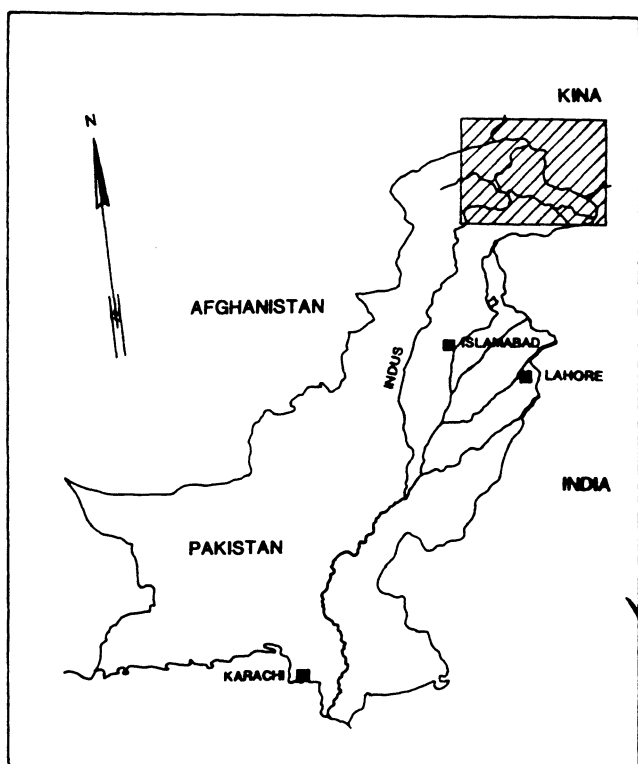 KINA
N
AFGHANISTAN
ISLAMABAD
INDUS
LAHORE
INDIA
PAKISTAN
KARACHI